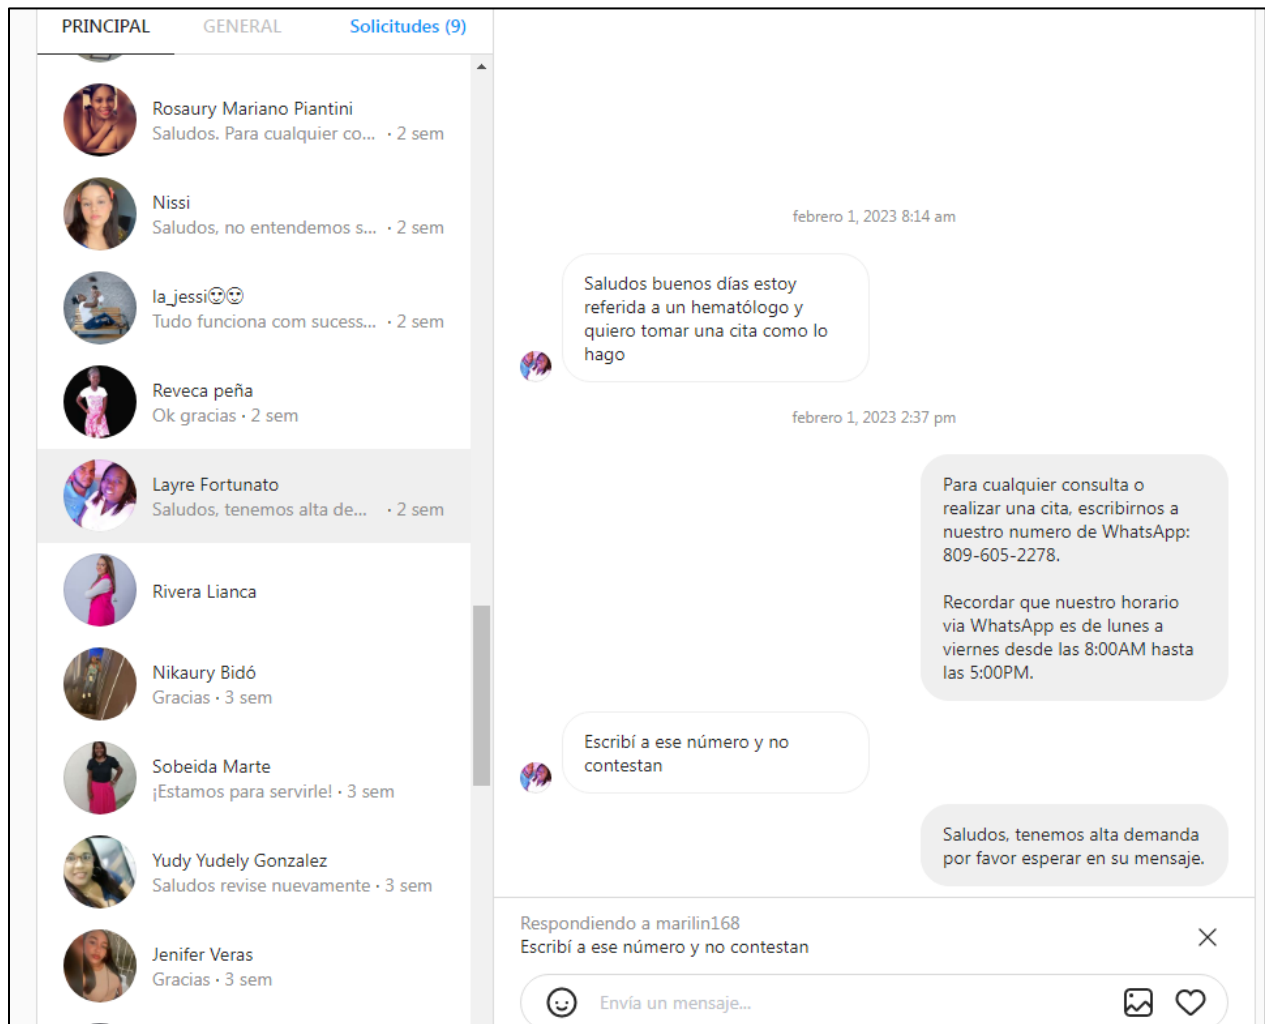 PRINCIPAL
GENERAL
Solicitudes (9)
Rosaury Mariano Piantini
Saludos. Para cualquier co... · 2 sem
Nissi
Saludos, no entendemos s... · 2 sem
la_jessi😍😍
Tudo funciona com sucess... · 2 sem
Reveca peña
Ok gracias · 2 sem
Layre Fortunato
Saludos, tenemos alta de... · 2 sem
Rivera Lianca
Nikaury Bidó
Gracias · 3 sem
Sobeida Marte
¡Estamos para servirle! · 3 sem
Yudy Yudely Gonzalez
Saludos revise nuevamente · 3 sem
Jenifer Veras
Gracias · 3 sem
febrero 1, 2023 8:14 am
Saludos buenos días estoy
referida a un hematólogo y
quiero tomar una cita como lo
hago
febrero 1, 2023 2:37 pm
Para cualquier consulta o
realizar una cita, escribirnos a
nuestro numero de WhatsApp:
809-605-2278.
Recordar que nuestro horario
via WhatsApp es de lunes a
viernes desde las 8:00AM hasta
las 5:00PM.
Escribí a ese número y no
contestan
Saludos, tenemos alta demanda
por favor esperar en su mensaje.
Respondiendo a marilin168
Escribí a ese número y no contestan
Envía un mensaje...